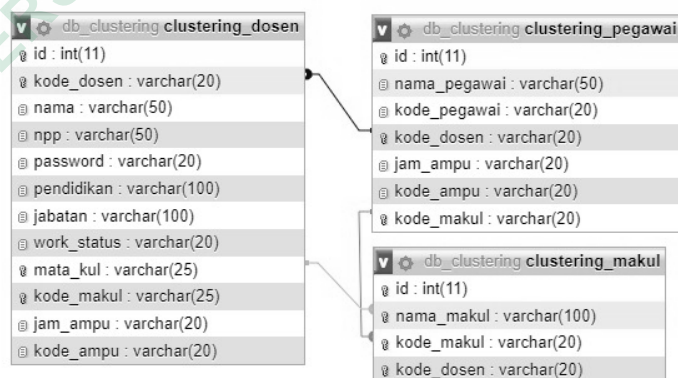 db_clustering clustering_dosen
id : int(11)
kode_dosen : varchar(20)
nama : varchar(50)
npp : varchar(50)
password : varchar(20)
pendidikan : varchar(100)
jabatan : varchar(100)
work_status : varchar(20)
mata_kul : varchar(25)
kode_makul : varchar(25)
jam_ampu : varchar(20)
kode_ampu : varchar(20)
db_clustering clustering_pegawai
id : int(11)
nama_pegawai : varchar(50)
kode_pegawai : varchar(20)
kode_dosen : varchar(20)
jam_ampu : varchar(20)
kode_ampu : varchar(20)
kode_makul : varchar(20)
db_clustering clustering_makul
id : int(11)
nama_makul : varchar(100)
kode_makul : varchar(20)
kode_dosen : varchar(20)